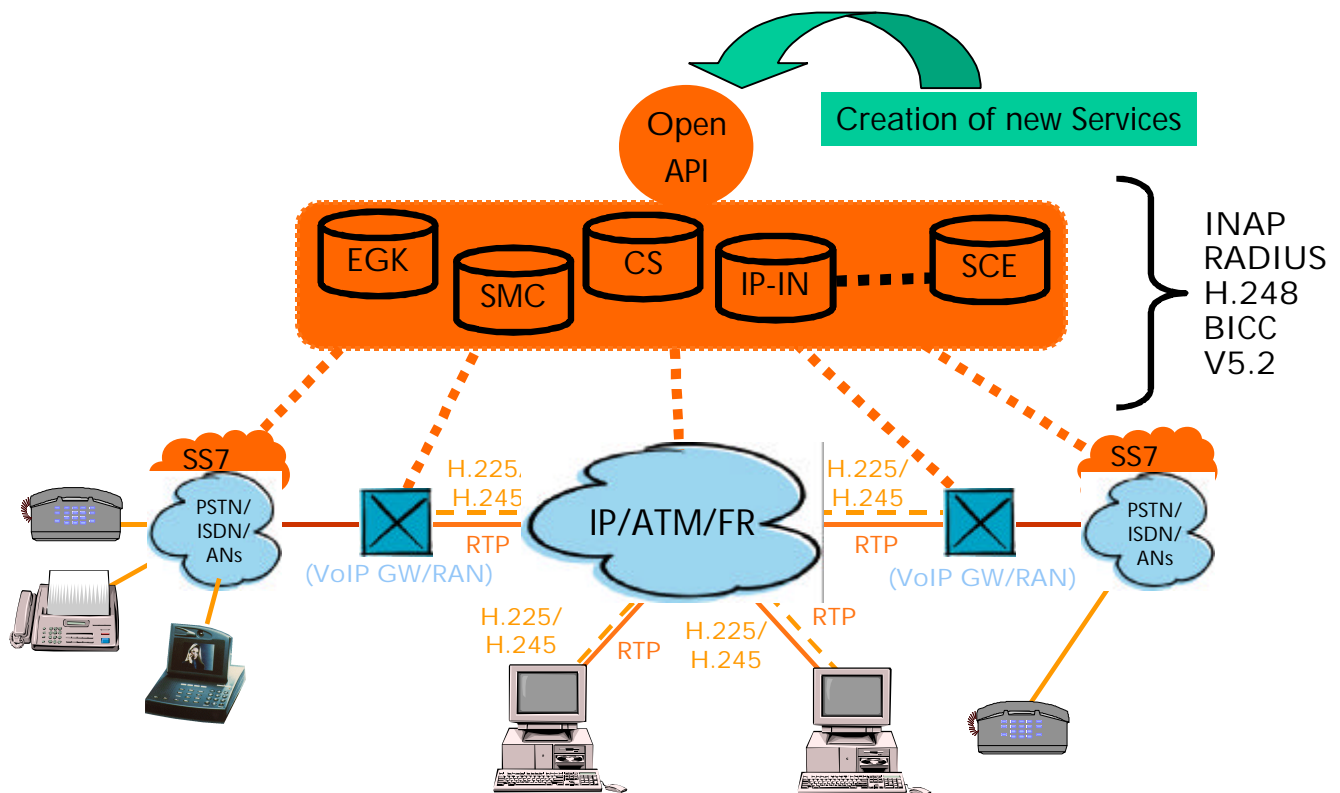 Open
API
Creation of new Services
EGK
SMC
CS
IP-IN
SCE
INAP
RADIUS
H.248
BICC
V5.2
SS7
PSTN/
ISDN/
ANs
H.225/
H.245
RTP
(VoIP GW/RAN)
IP/ATM/FR
H.225/
H.245
RTP
(VoIP GW/RAN)
SS7
PSTN/
ISDN/
ANs
H.225/
H.245
RTP
H.225/
H.245
RTP